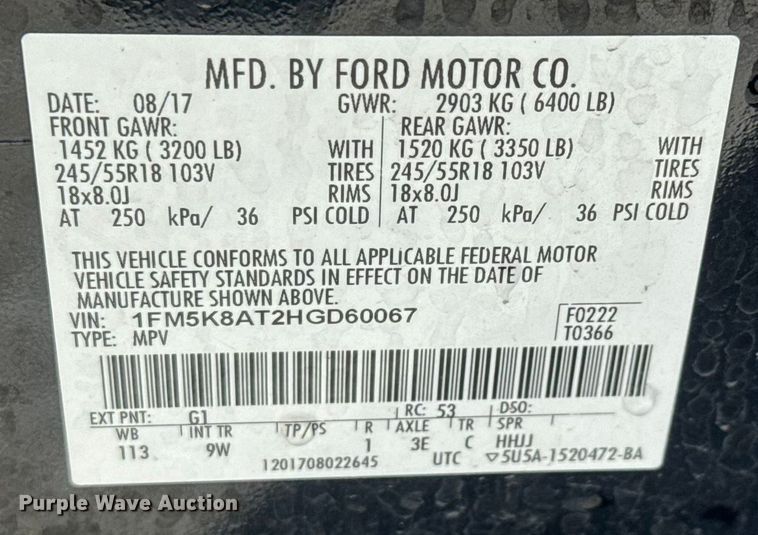 MFD. BY FORD MOTOR CO.
DATE: 08/17 GVWR: 2903 KG ( 6400 LB)
FRONT GAWR: REAR GAWR:
1452 KG ( 3200 LB) WITH 1520 KG ( 3350 LB) WITH
245/55R18 103V TIRES 245/55R18 103V TIRES
18x8.0J RIMS 18x8.0J RIMS
AT 250 kPa/ 36 PSI COLD AT 250 kPa/ 36 PSI COLD
THIS VEHICLE CONFORMS TO ALL APPLICABLE FEDERAL MOTOR
VEHICLE SAFETY STANDARDS IN EFFECT ON THE DATE OF
MANUFACTURE SHOWN ABOVE.
VIN: 1FM5K8AT2HGD60067 F0222
TYPE: MPV T0366
EXT PNT: G1 RC: 53 DSO:
WB INT TR TP/PS R AXLE TR SPR
113 9W 1 3E C HHJJ
1201708022645 UTC ▽5U5A-1520472-BA
Purple Wave Auction